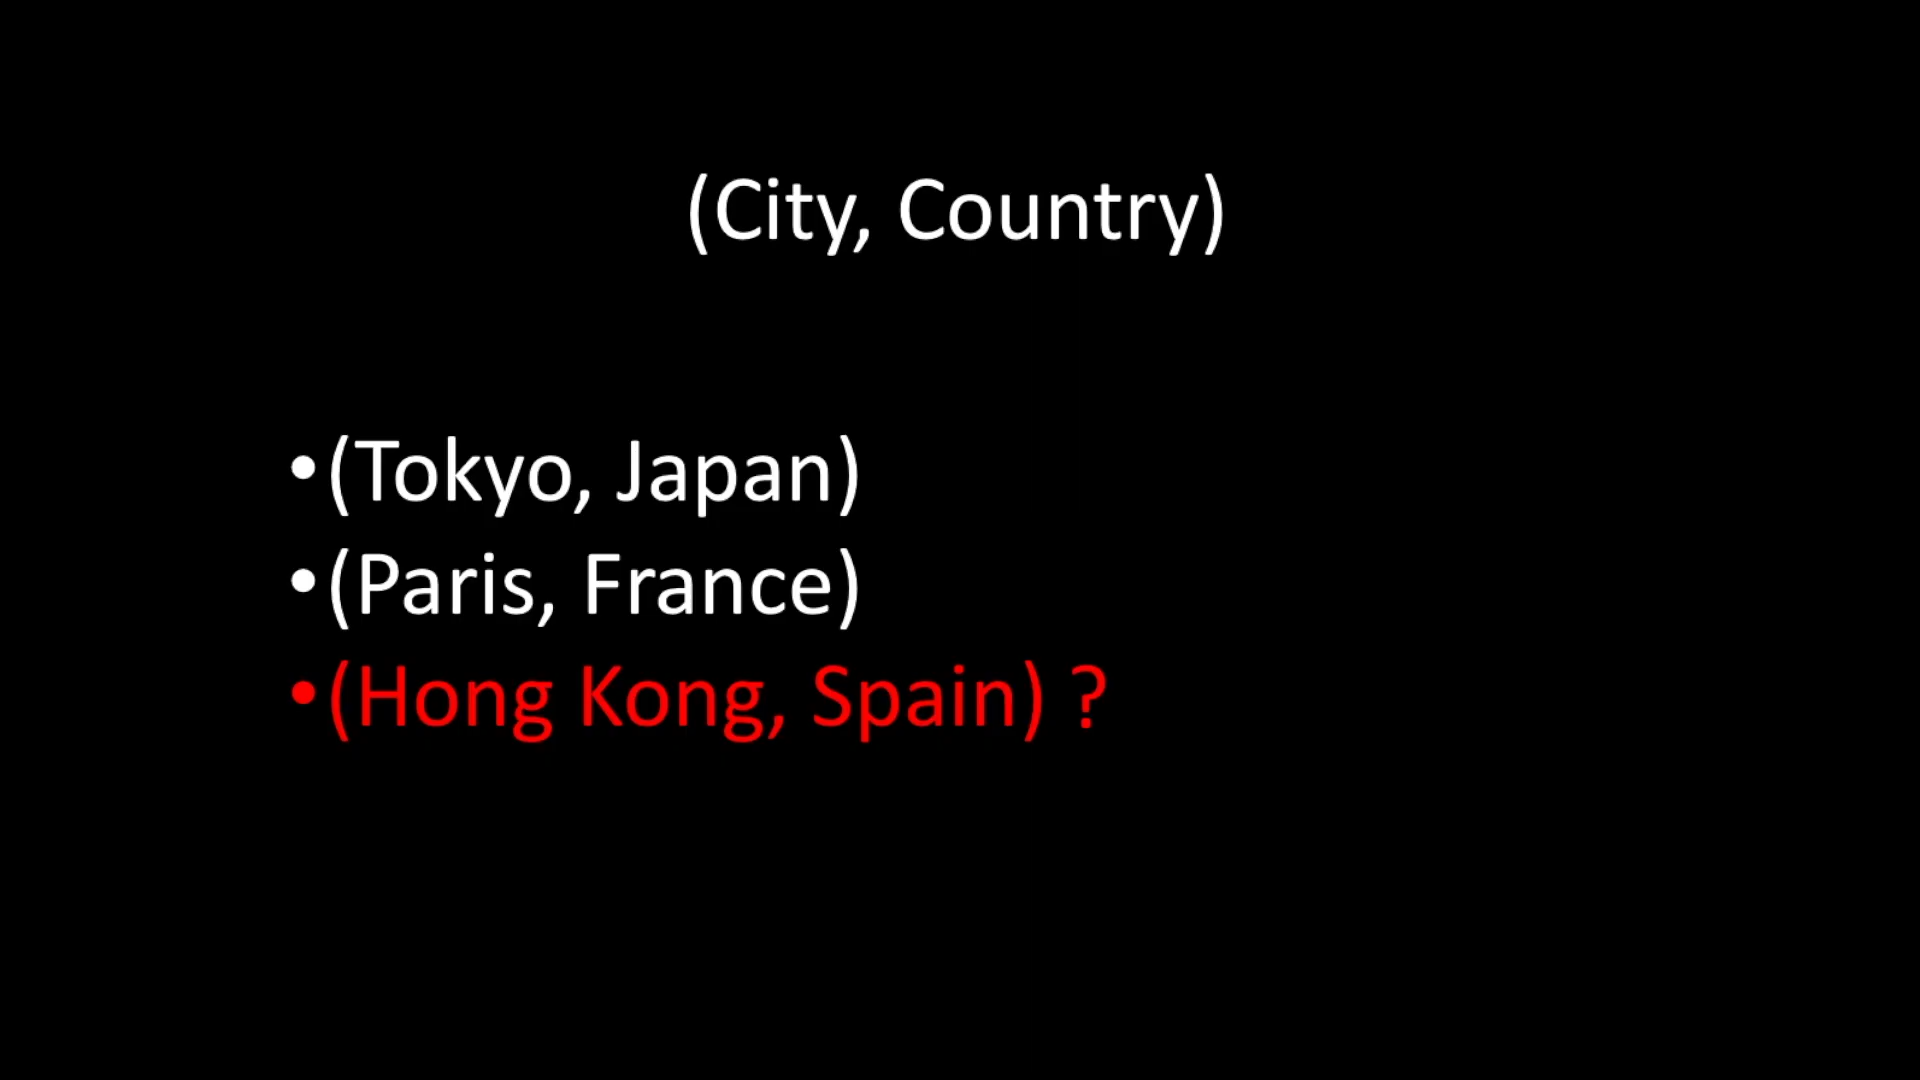 (City, Country)
•(Tokyo, Japan)
•(Paris, France)
•(Hong Kong, Spain) ?